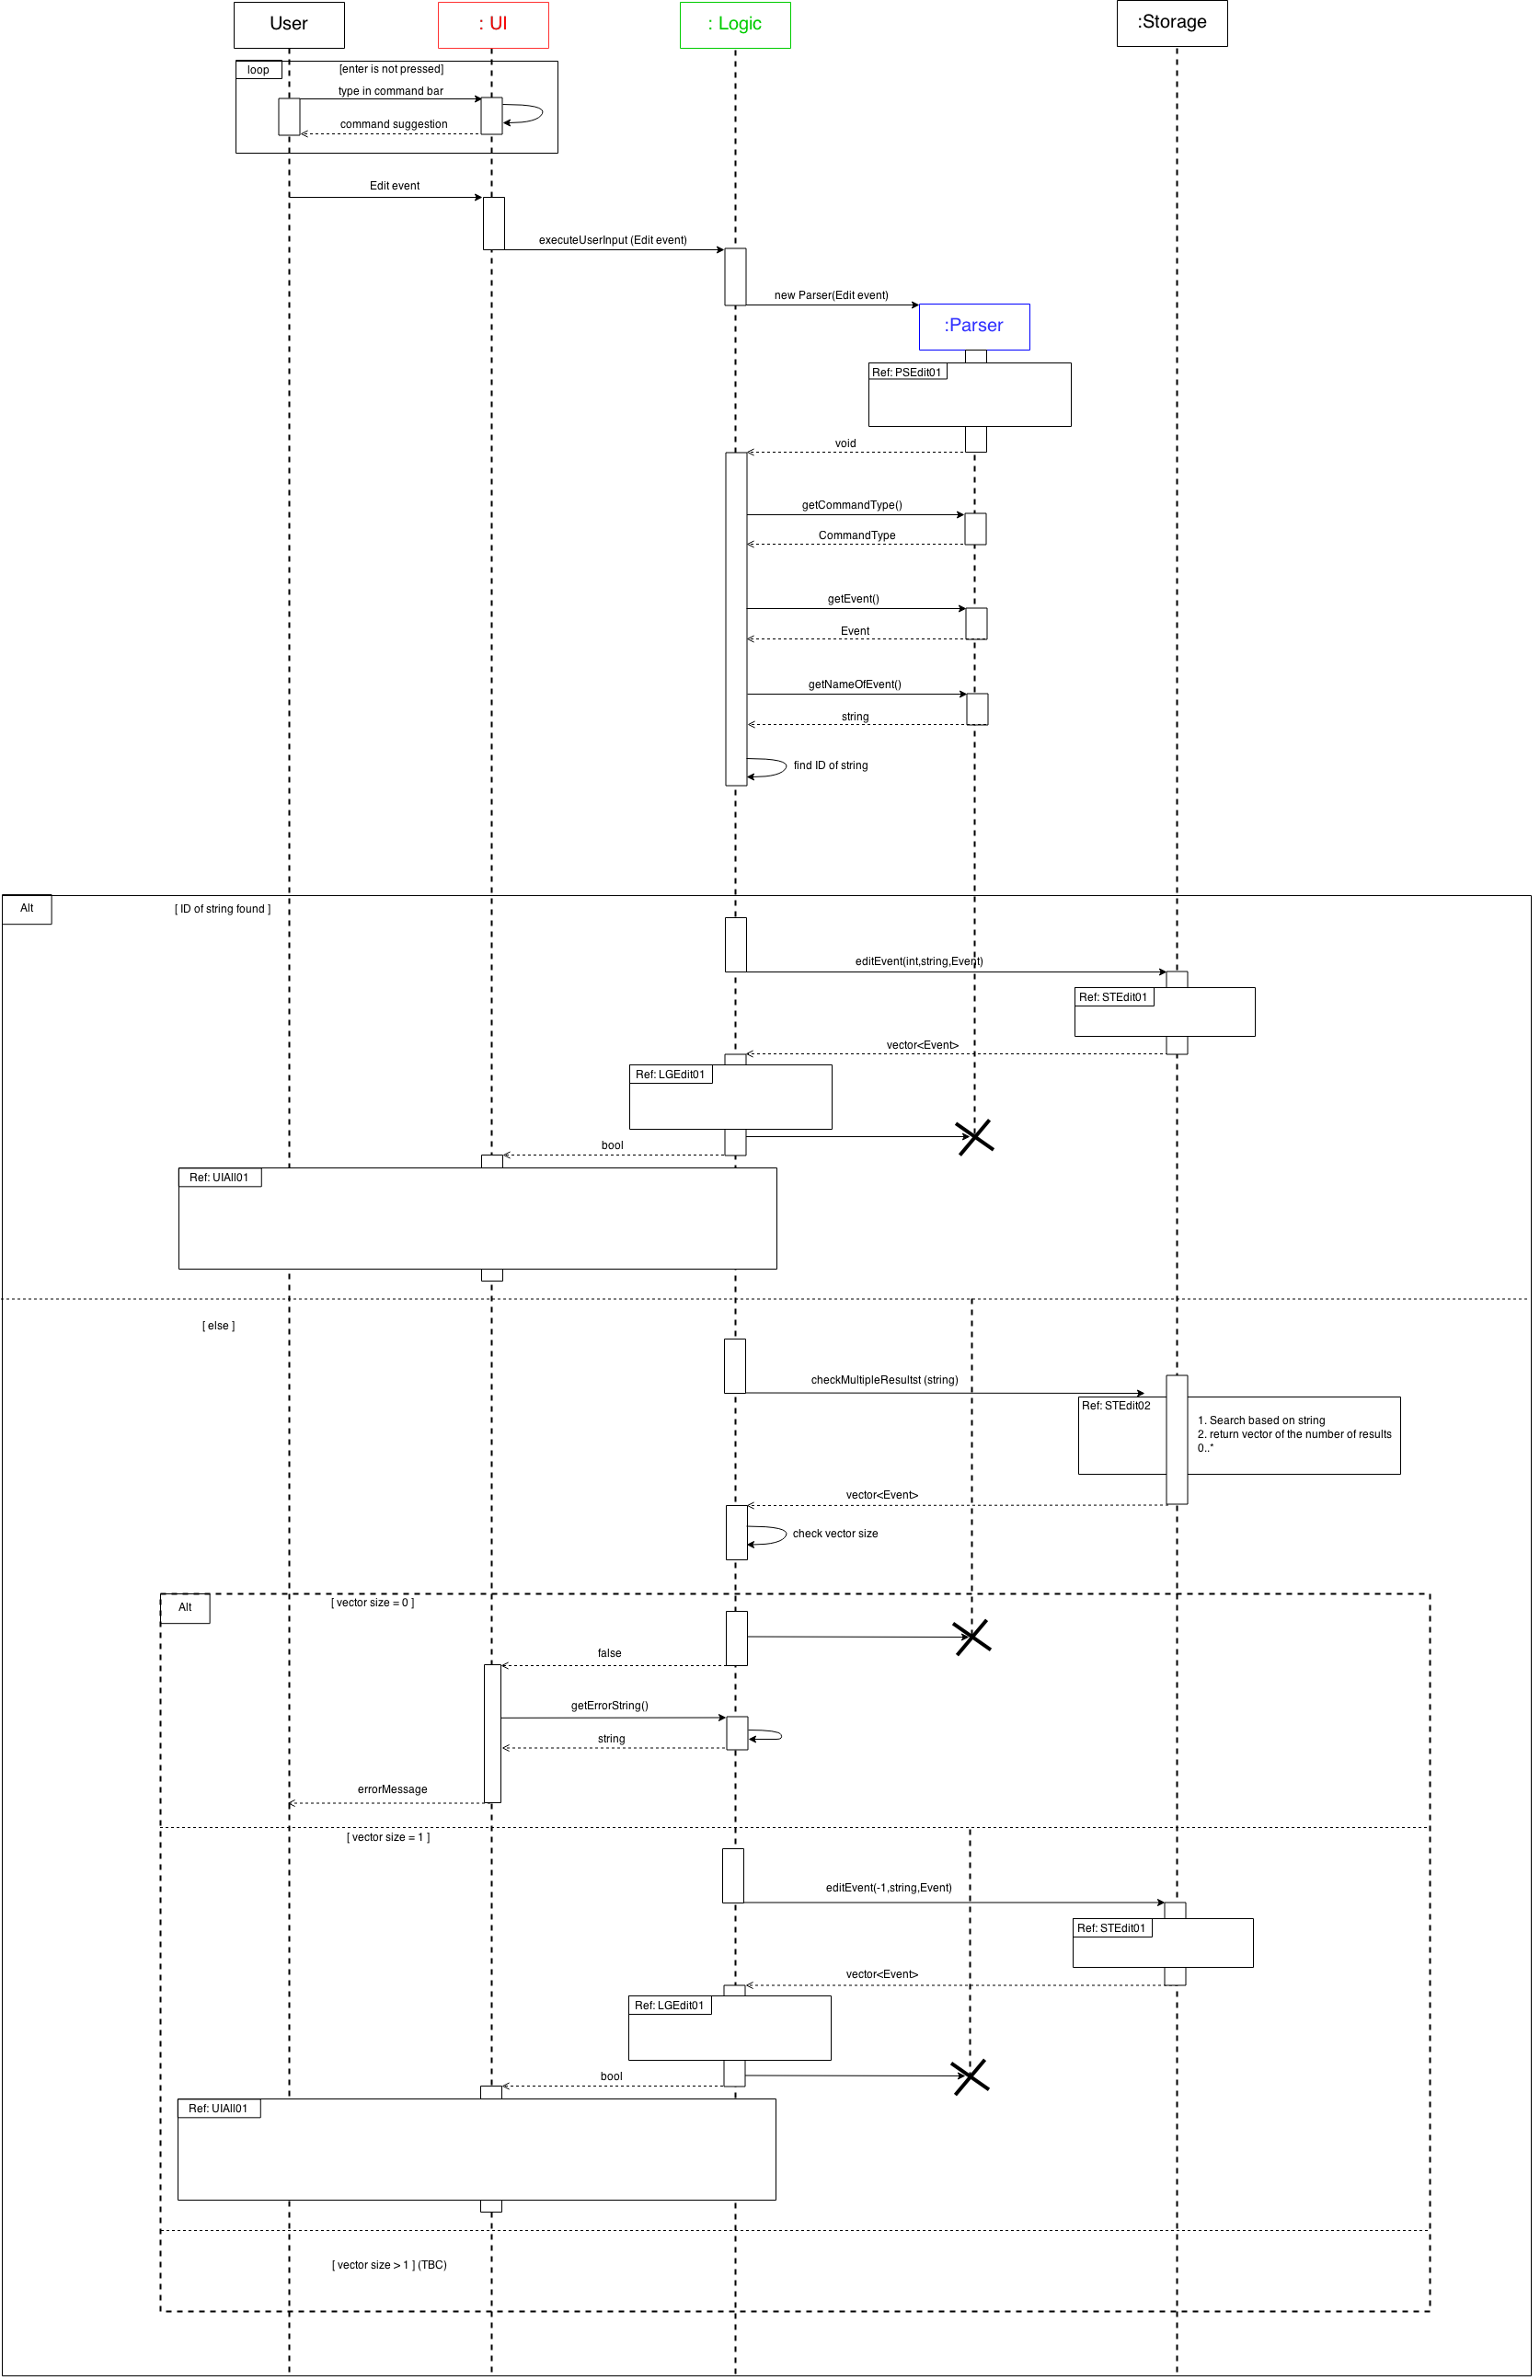 User
: UI
: Logic
:Storage
loop
[enter is not pressed]
type in command bar
command suggestion
Edit event
executeUserInput (Edit event)
new Parser(Edit event)
:Parser
Ref: PSEdit01
void
getCommandType()
CommandType
getEvent()
Event
getNameOfEvent()
string
find ID of string
Alt
[ ID of string found ]
editEvent(int,string,Event)
Ref: STEdit01
vector<Event>
Ref: LGEdit01
bool
Ref: UIAll01
[ else ]
checkMultipleResultst (string)
Ref: STEdit02
1. Search based on string
2. return vector of the number of results
0..*
vector<Event>
check vector size
Alt
[ vector size = 0 ]
false
getErrorString()
string
errorMessage
[ vector size = 1 ]
editEvent(-1,string,Event)
Ref: STEdit01
vector<Event>
Ref: LGEdit01
bool
Ref: UIAll01
[ vector size > 1 ] (TBC)